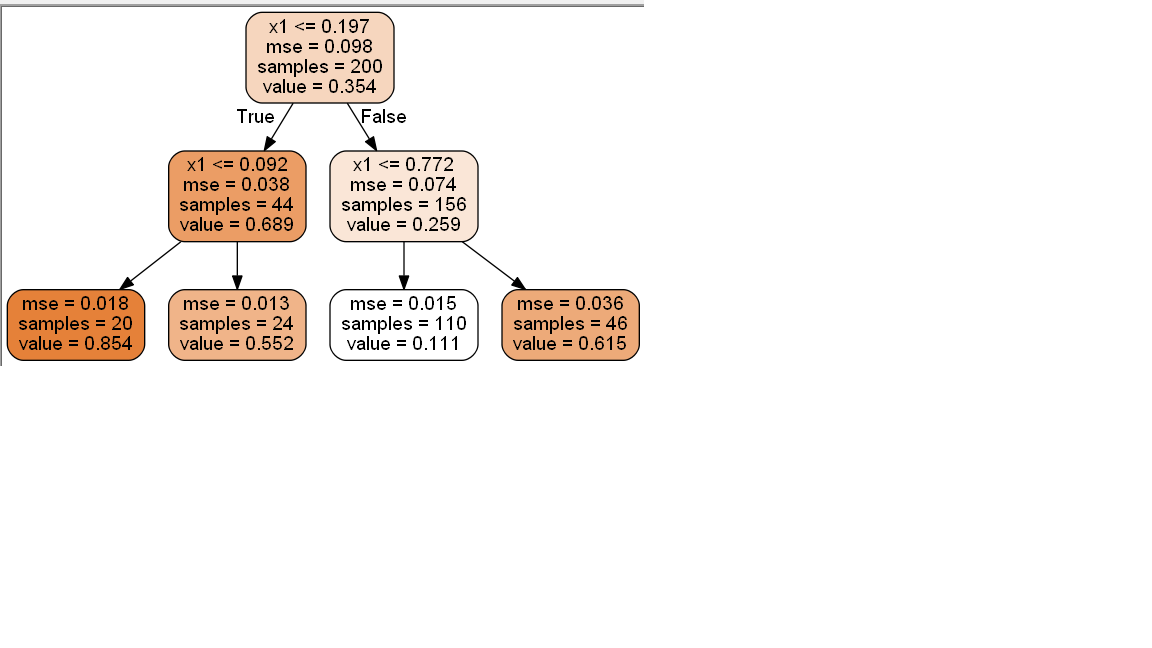 x1 <= 0.197
mse = 0.098
samples = 200
value = 0.354
True
False
x1 <= 0.092
mse = 0.038
samples = 44
value = 0.689
x1 <= 0.772
mse = 0.074
samples = 156
value = 0.259
mse = 0.018
samples = 20
value = 0.854
mse = 0.013
samples = 24
value = 0.552
mse = 0.015
samples = 110
value = 0.111
mse = 0.036
samples = 46
value = 0.615